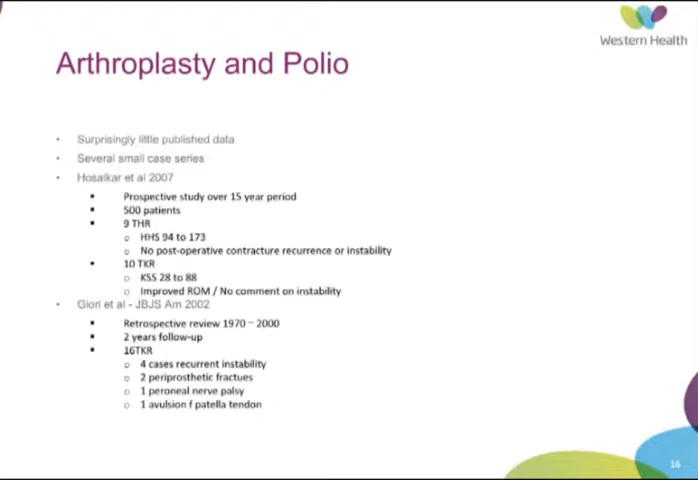 Western Health
Arthroplasty and Polio
• Surprisingly little published data
• Several small case series
• Hosalkar et al 2007
▪ Prospective study over 15 year period
▪ 500 patients
▪ 9 THR
o HHS 94 to 173
o No post-operative contracture recurrence or instability
▪ 10 TKR
o KSS 28 to 88
o Improved ROM / No comment on instability
• Giori et al - JBJS Am 2002
▪ Retrospective review 1970 – 2000
▪ 2 years follow-up
▪ 16TKR
o 4 cases recurrent instability
o 2 periprosthetic fractues
o 1 peroneal nerve palsy
o 1 avulsion f patella tendon
16